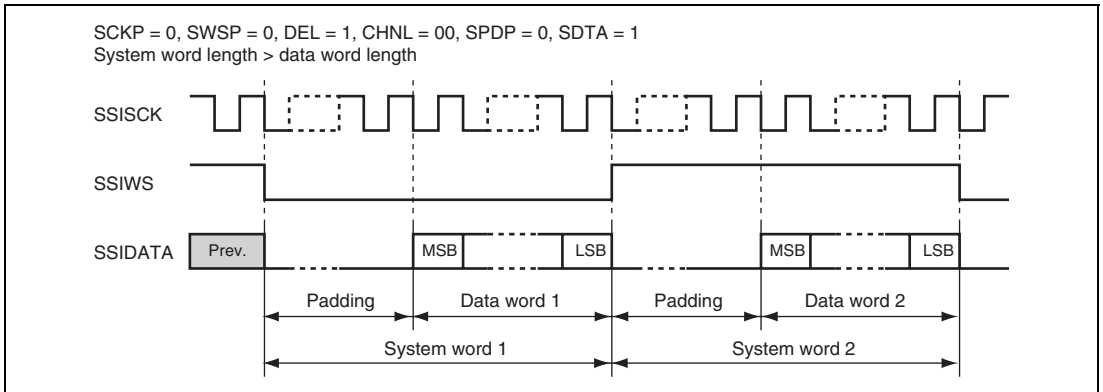 SCKP = 0, SWSP = 0, DEL = 1, CHNL = 00, SPDP = 0, SDTA = 1
System word length > data word length
SSISCK
SSIWS
SSIDATA Prev. MSB LSB MSB LSB
Padding Data word 1 Padding Data word 2
System word 1 System word 2